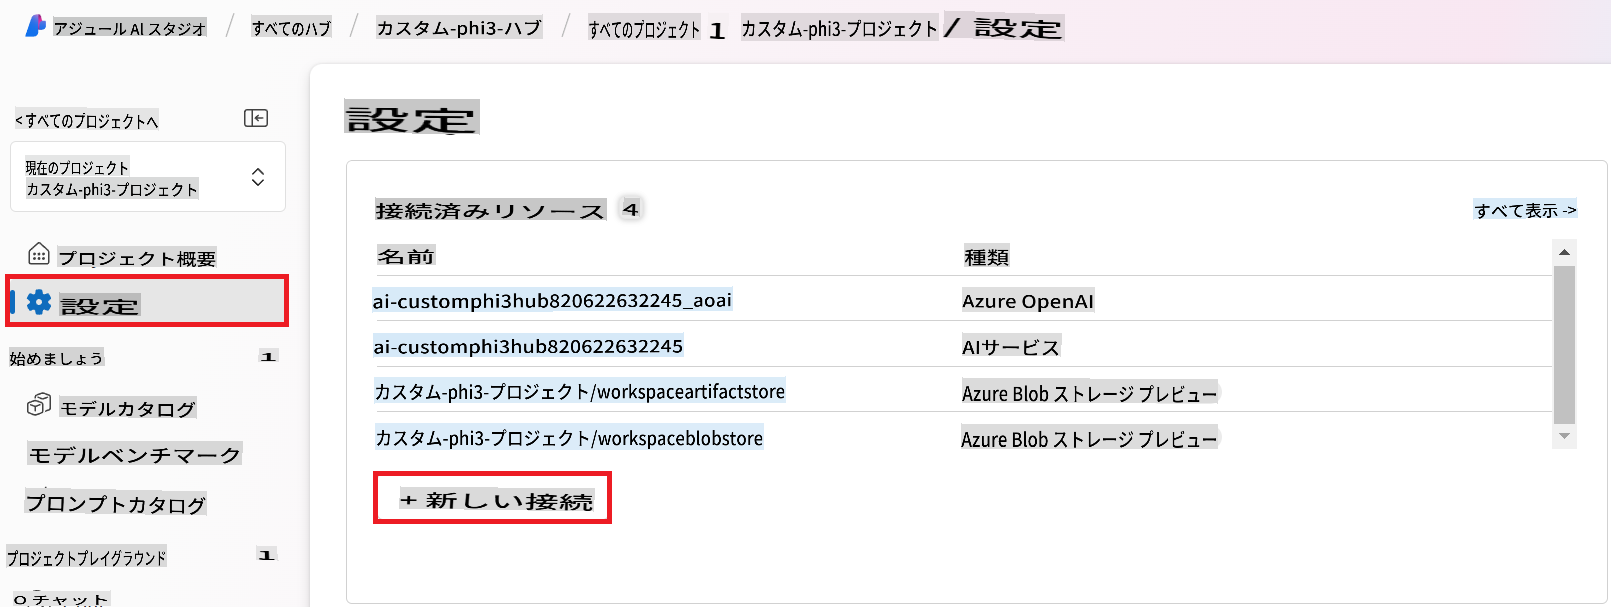 アジュール AI スタジオ / すべてのハブ / カスタム-phi3-ハブ / すべてのプロジェクト 1 カスタム-phi3-プロジェクト / 設定
<すべてのプロジェクトへ
現在のプロジェクト
カスタム-phi3-プロジェクト
プロジェクト概要
設定
始めましょう 1
モデルカタログ
モデルベンチマーク
プロンプトカタログ
プロジェクトプレイグラウンド 1
チャット
設定
接続済みリソース 4
すべて表示 ->
名前 種類
ai-customphi3hub820622632245_aoai Azure OpenAI
ai-customphi3hub820622632245 AIサービス
カスタム-phi3-プロジェクト/workspaceartifactstore Azure Blob ストレージ プレビュー
カスタム-phi3-プロジェクト/workspaceblobstore Azure Blob ストレージ プレビュー
+ 新しい接続